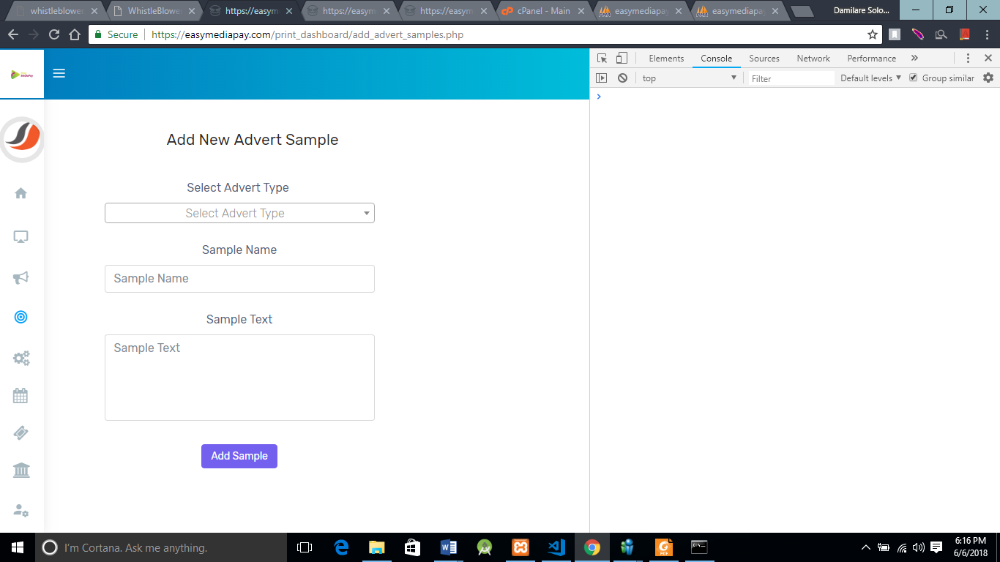 whistleblower
WhistleBlower
https://easym
https://easym
https://easym
cPanel - Main
easymediapay
easymediapay
Damilare Solo...
Secure
https://easymediapay.com/print_dashboard/add_advert_samples.php
MediaPay
Elements
Console
Sources
Network
Performance
top
Filter
Default levels
Group similar
Add New Advert Sample
Select Advert Type
Select Advert Type
Sample Name
Sample Name
Sample Text
Sample Text
Add Sample
I'm Cortana. Ask me anything.
6:16 PM
6/6/2018